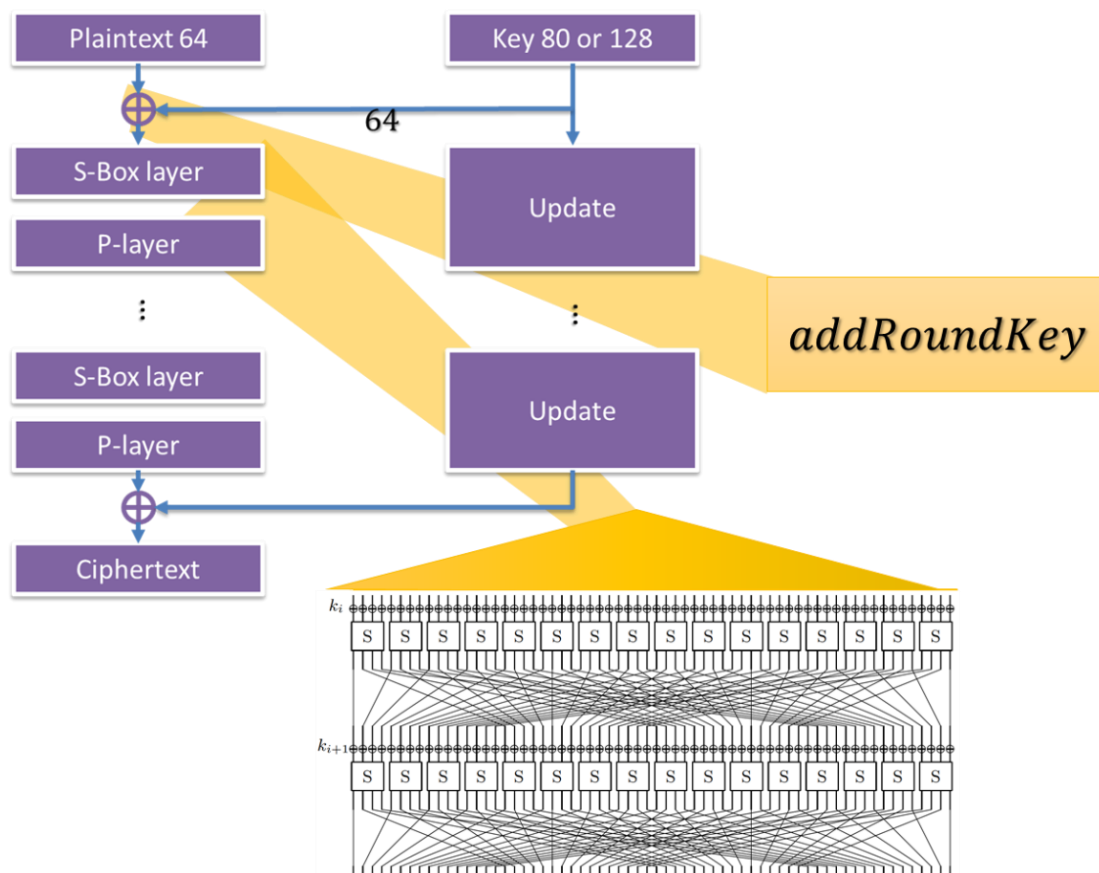 Plaintext 64
Key 80 or 128
64
S-Box layer
Update
P-layer
⋮
⋮
addRoundKey
S-Box layer
Update
P-layer
Ciphertext
k_i
S S S S S S S S S S S S S S S S
k_{i+1}
S S S S S S S S S S S S S S S S